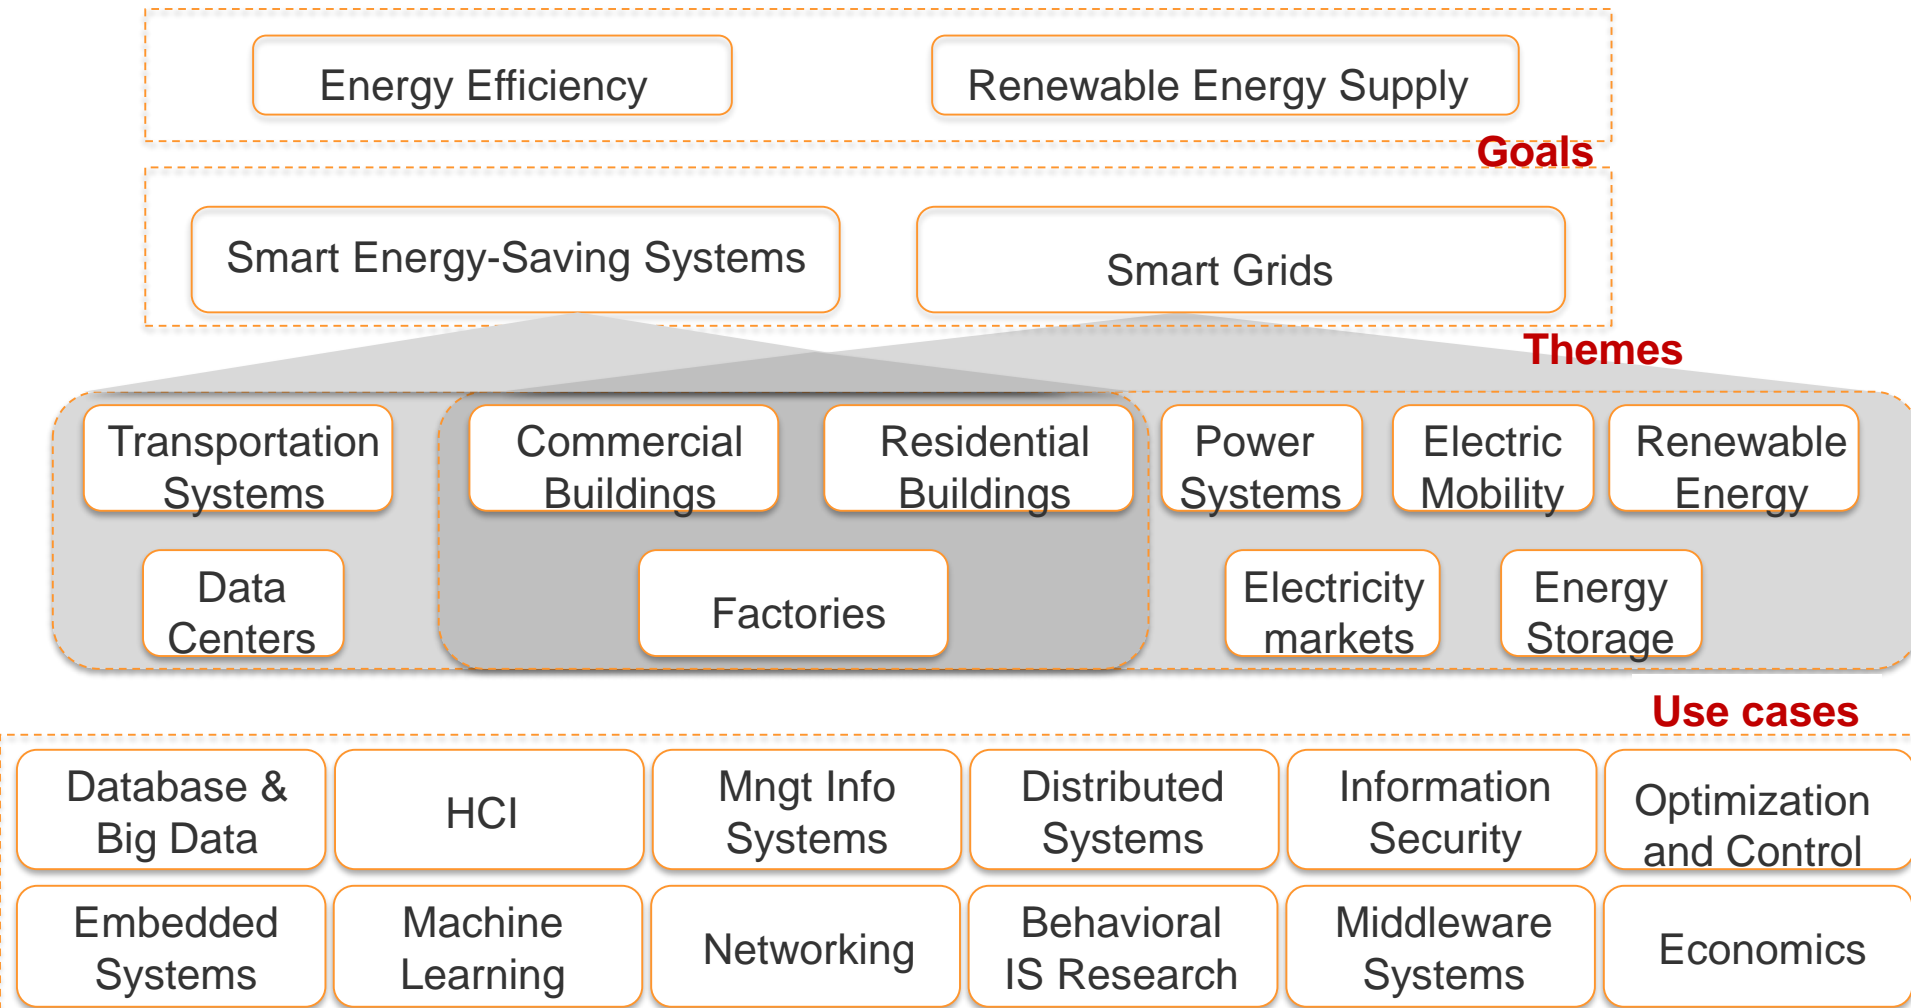 Energy Efficiency
Renewable Energy Supply
Goals
Smart Energy-Saving Systems
Smart Grids
Themes
Transportation
Systems
Commercial
Buildings
Residential
Buildings
Power
Systems
Electric
Mobility
Renewable
Energy
Data
Centers
Factories
Electricity
markets
Energy
Storage
Use cases
Database &
Big Data
HCI
Mngt Info
Systems
Distributed
Systems
Information
Security
Optimization
and Control
Embedded
Systems
Machine
Learning
Networking
Behavioral
IS Research
Middleware
Systems
Economics